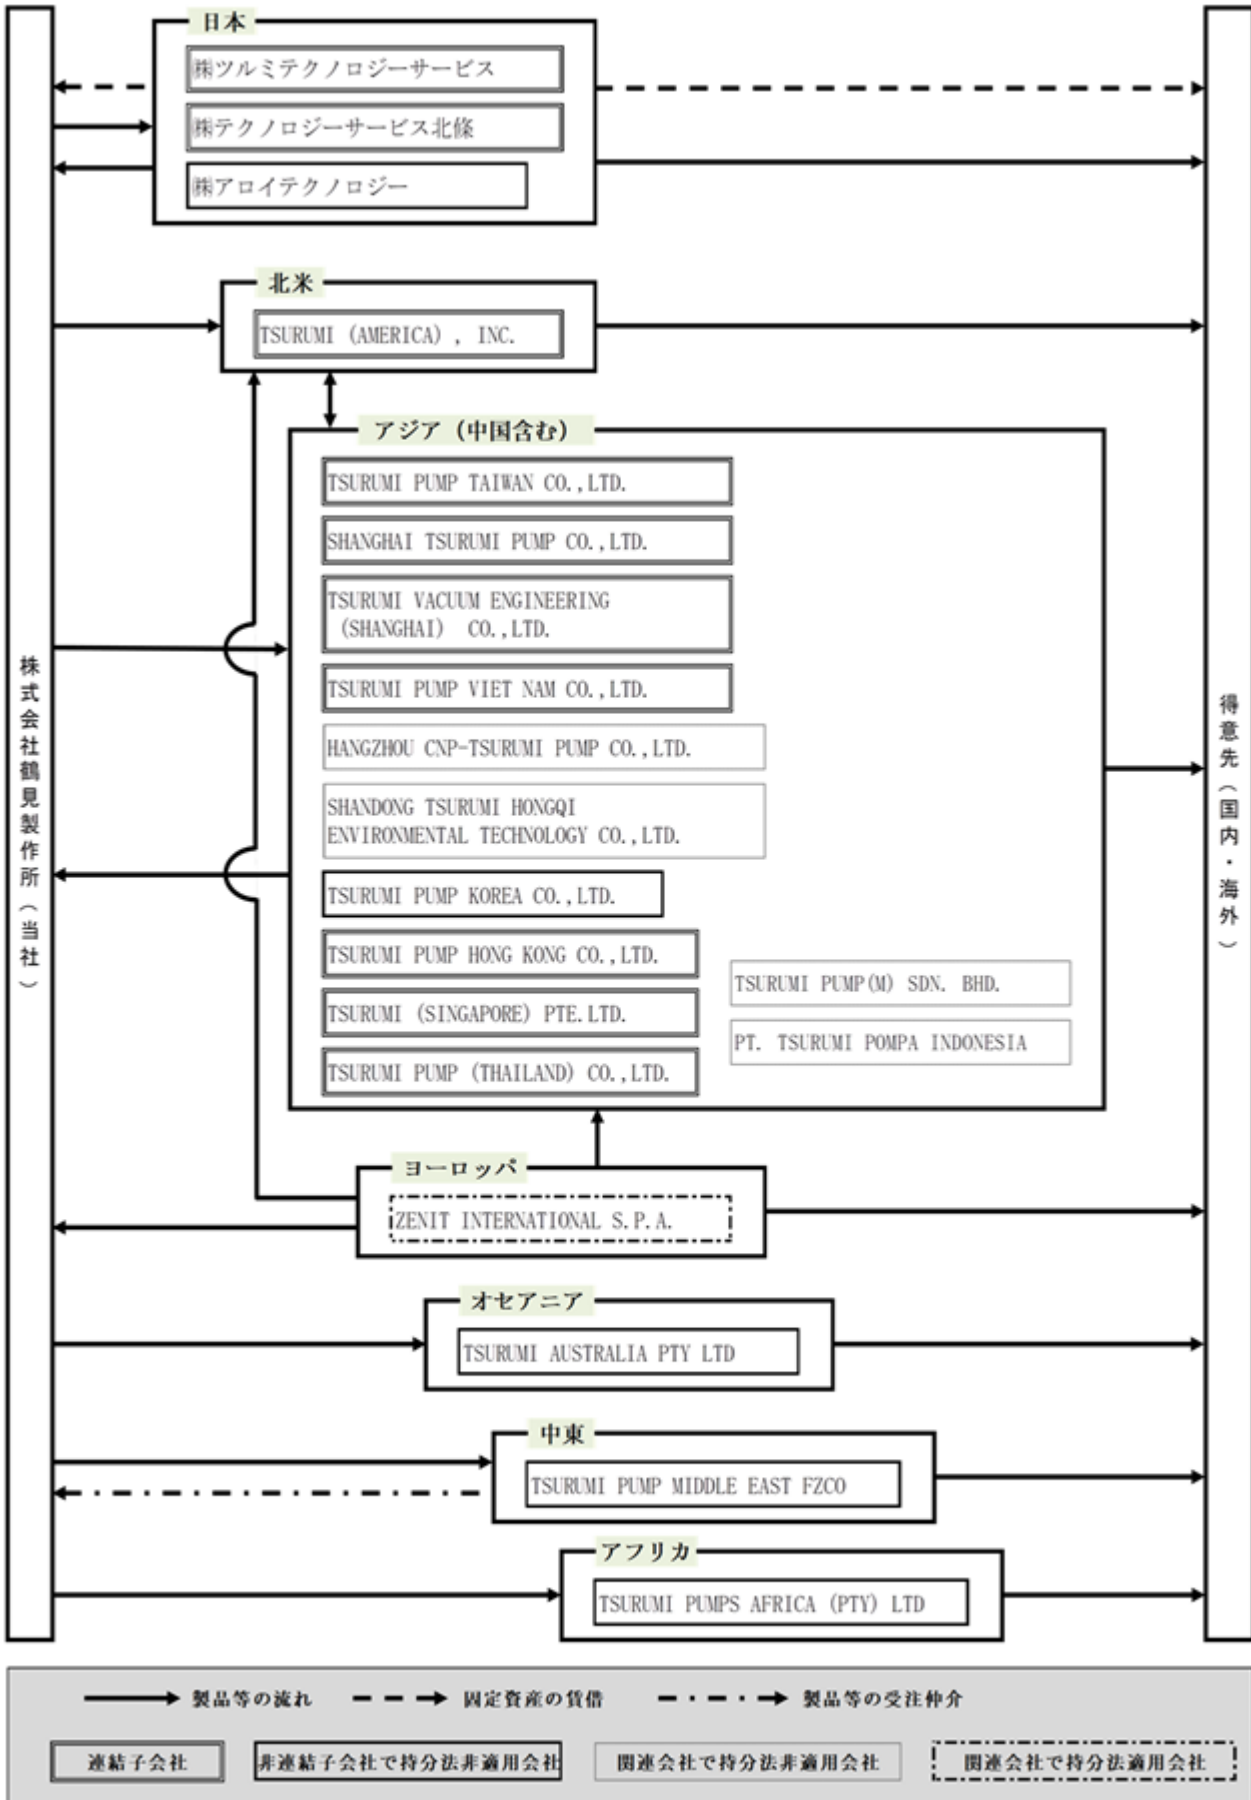 日本
㈱ツルミテクノロジーサービス
㈱テクノロジーサービス北條
㈱アロイテクノロジー
北米
TSURUMI (AMERICA) , INC.
アジア（中国含む）
TSURUMI PUMP TAIWAN CO.,LTD.
SHANGHAI TSURUMI PUMP CO.,LTD.
TSURUMI VACUUM ENGINEERING
(SHANGHAI) CO.,LTD.
TSURUMI PUMP VIET NAM CO.,LTD.
HANGZHOU CNP-TSURUMI PUMP CO.,LTD.
SHANDONG TSURUMI HONGQI
ENVIRONMENTAL TECHNOLOGY CO.,LTD.
TSURUMI PUMP KOREA CO.,LTD.
TSURUMI PUMP HONG KONG CO.,LTD.
TSURUMI (SINGAPORE) PTE.LTD.
TSURUMI PUMP (THAILAND) CO.,LTD.
TSURUMI PUMP(M) SDN. BHD.
PT. TSURUMI POMPA INDONESIA
株式会社鶴見製作所（当社）
得意先（国内・海外）
ヨーロッパ
ZENIT INTERNATIONAL S.P.A.
オセアニア
TSURUMI AUSTRALIA PTY LTD
中東
TSURUMI PUMP MIDDLE EAST FZCO
アフリカ
TSURUMI PUMPS AFRICA (PTY) LTD
製品等の流れ
固定資産の賃借
製品等の受注仲介
連結子会社
非連結子会社で持分法非適用会社
関連会社で持分法非適用会社
関連会社で持分法適用会社